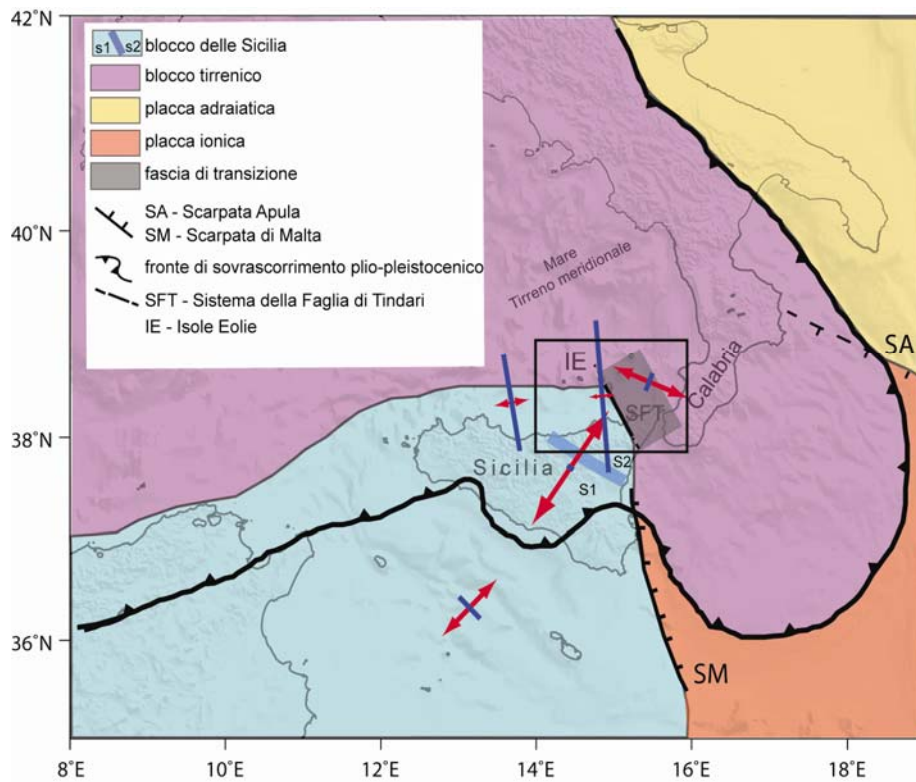 42°N
s1 s2 blocco delle Sicilia
blocco tirrenico
placca adraiatica
placca ionica
fascia di transizione
SA - Scarpata Apula
SM - Scarpata di Malta
fronte di sovrascorrimento plio-pleistocenico
SFT - Sistema della Faglia di Tindari
IE - Isole Eolie
40°N
Mare
Tirreno meridionale
SA
IE
Calabria
SFT
38°N
Sicilia
S2
S1
36°N
SM
8°E 10°E 12°E 14°E 16°E 18°E